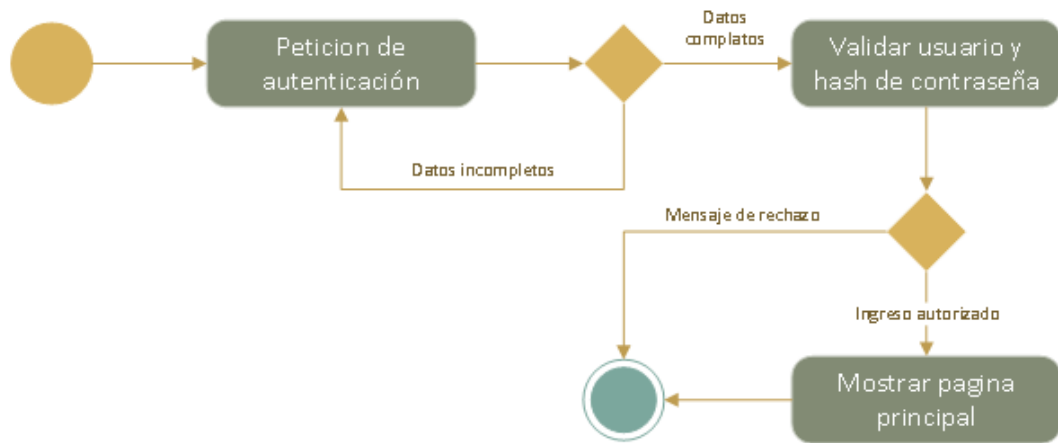 Peticion de
autenticación
Datos
complatos
Validar usuario y
hash de contraseña
Datos incompletos
Mensaje de rechazo
Ingreso autorizado
Mostrar pagina
principal